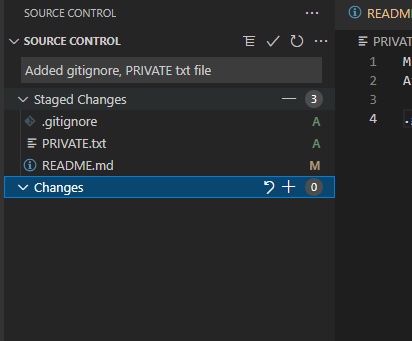 SOURCE CONTROL
SOURCE CONTROL
Added gitignore, PRIVATE txt file
Staged Changes 3
.gitignore A
PRIVATE.txt A
README.md M
Changes 0
README
PRIVATE
1 M
2 A
3
4 .